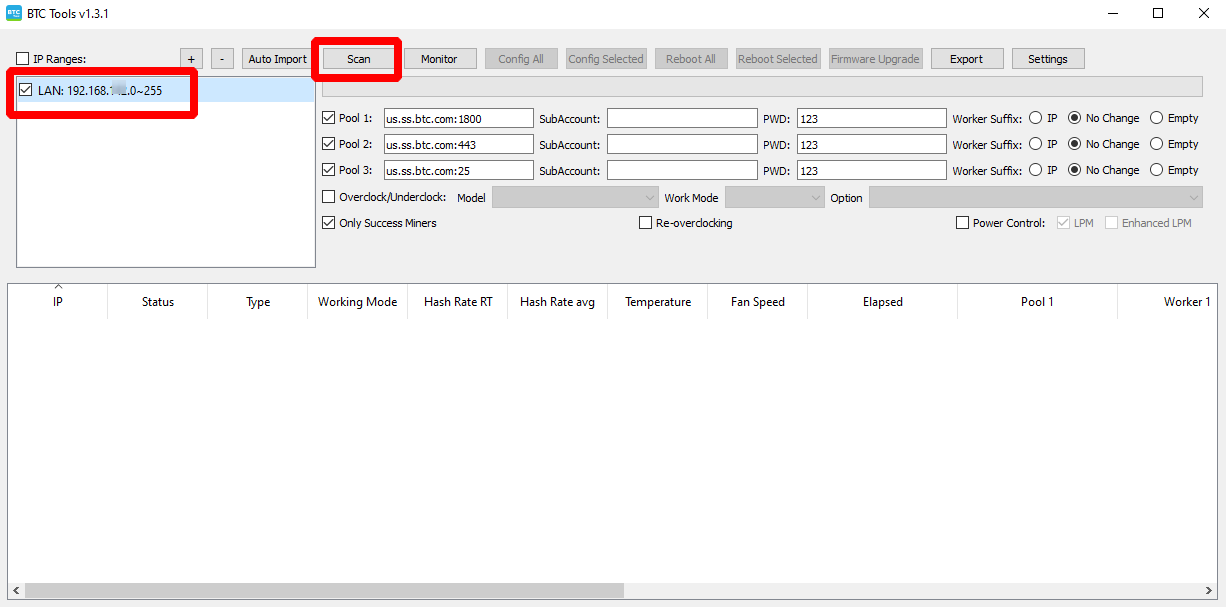 BTC Tools v1.3.1
IP Ranges: + - Auto Import Scan Monitor Config All Config Selected Reboot All Reboot Selected Firmware Upgrade Export Settings
LAN: 192.168. .0~255
Pool 1: us.ss.btc.com:1800 SubAccount: PWD: 123 Worker Suffix: IP No Change Empty
Pool 2: us.ss.btc.com:443 SubAccount: PWD: 123 Worker Suffix: IP No Change Empty
Pool 3: us.ss.btc.com:25 SubAccount: PWD: 123 Worker Suffix: IP No Change Empty
Overclock/Underclock: Model Work Mode Option
Only Success Miners Re-overclocking Power Control: LPM Enhanced LPM
IP Status Type Working Mode Hash Rate RT Hash Rate avg Temperature Fan Speed Elapsed Pool 1 Worker 1